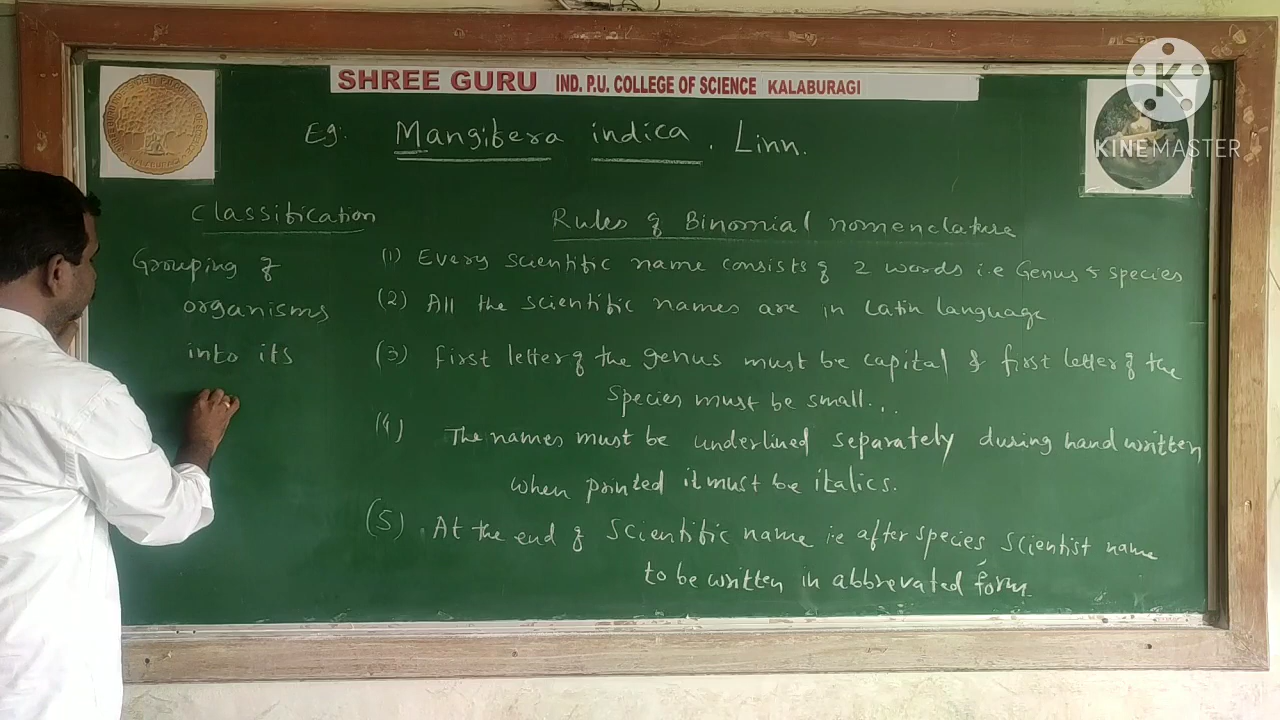 SHREE GURU IND. P.U. COLLEGE OF SCIENCE KALABURAGI
KINEMASTER
Eg. Mangifera indica. Linn.
Classification
Grouping of
organisms
into its
Rules of Binomial nomenclature
(1) Every scientific name consists of 2 words i.e Genus & species
(2) All the scientific names are in Latin language
(3) First letter of the genus must be capital & first letter of the
Species must be small...
(4) The names must be underlined separately during hand written
when printed it must be italics.
(5). At the end of scientific name i.e after species, scientist name
to be written in abbrevated form.